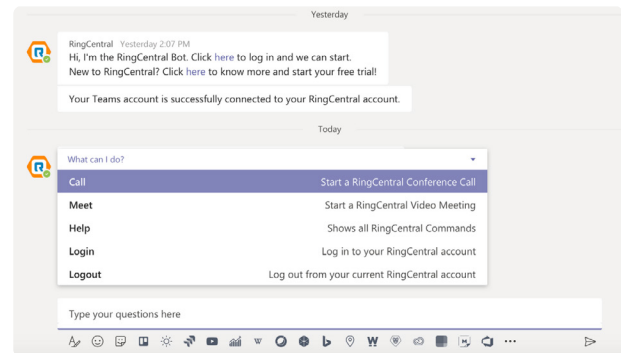 Yesterday
RingCentral Yesterday 2:07 PM
Hi, I'm the RingCentral Bot. Click here to log in and we can start.
New to RingCentral? Click here to know more and start your free trial!
Your Teams account is successfully connected to your RingCentral account.
Today
What can I do?
Call Start a RingCentral Conference Call
Meet Start a RingCentral Video Meeting
Help Shows all RingCentral Commands
Login Log in to your RingCentral account
Logout Log out from your current RingCentral account
Type your questions here